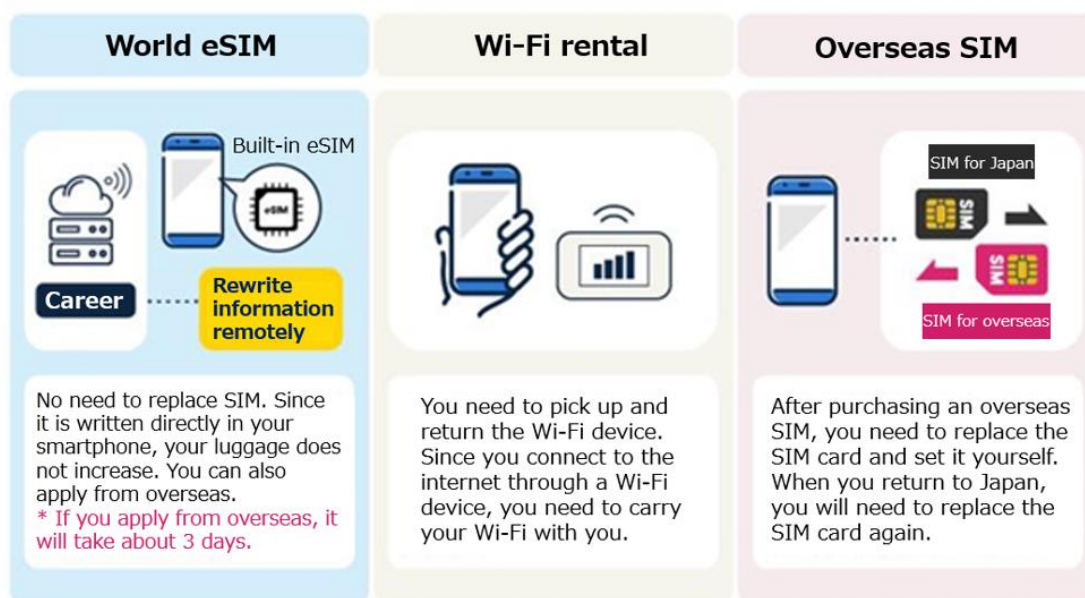 World eSIM
Wi-Fi rental
Overseas SIM
Built-in eSIM
eSIM
Career
Rewrite
information
remotely
SIM for Japan
SIM
SIM
SIM for overseas
No need to replace SIM. Since
it is written directly in your
smartphone, your luggage does
not increase. You can also
apply from overseas.
* If you apply from overseas, it
will take about 3 days.
You need to pick up and
return the Wi-Fi device.
Since you connect to the
internet through a Wi-Fi
device, you need to carry
your Wi-Fi with you.
After purchasing an overseas
SIM, you need to replace the
SIM card and set it yourself.
When you return to Japan,
you will need to replace the
SIM card again.